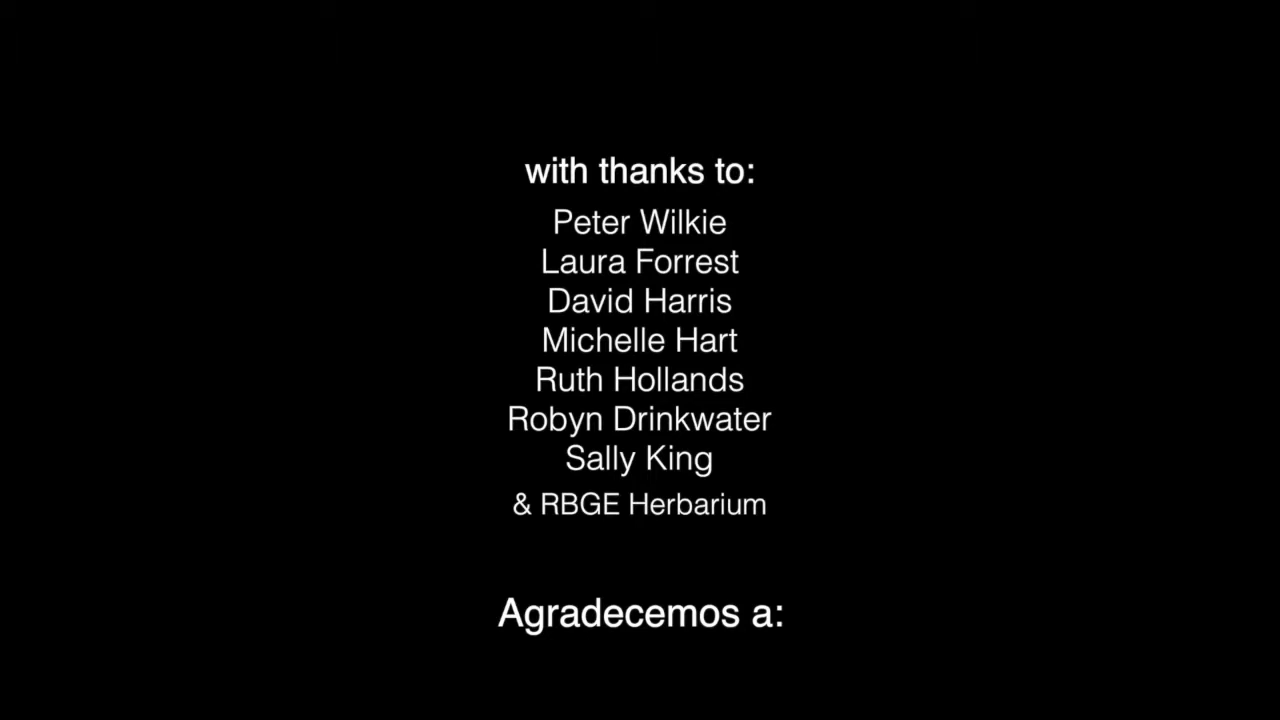 with thanks to:
Peter Wilkie
Laura Forrest
David Harris
Michelle Hart
Ruth Hollands
Robyn Drinkwater
Sally King
& RBGE Herbarium
Agradecemos a: